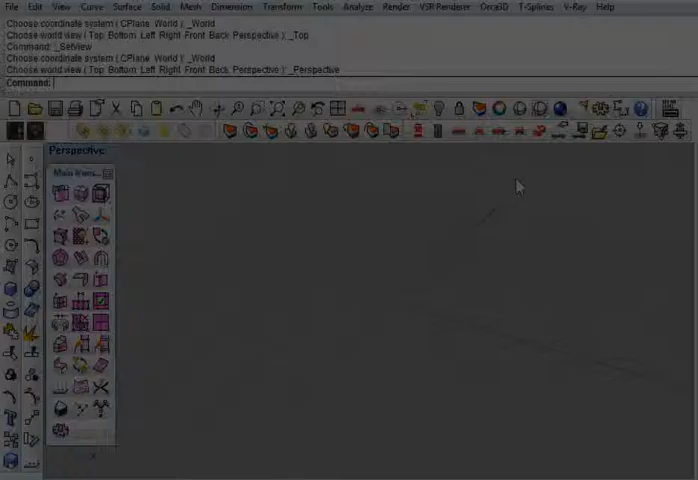 File Edit View Curve Surface Solid Mesh Dimension Transform Tools Analyze Render VSR Renderer Orca3D T-Splines V-Ray Help
Choose coordinate system ( CPlane World ): _World
Choose world view ( Top Bottom Left Right Front Back Perspective ): _Top
Command: _SetView
Choose coordinate system ( CPlane World ): _World
Choose world view ( Top Bottom Left Right Front Back Perspective ): _Perspective
Command:
Perspective
Main